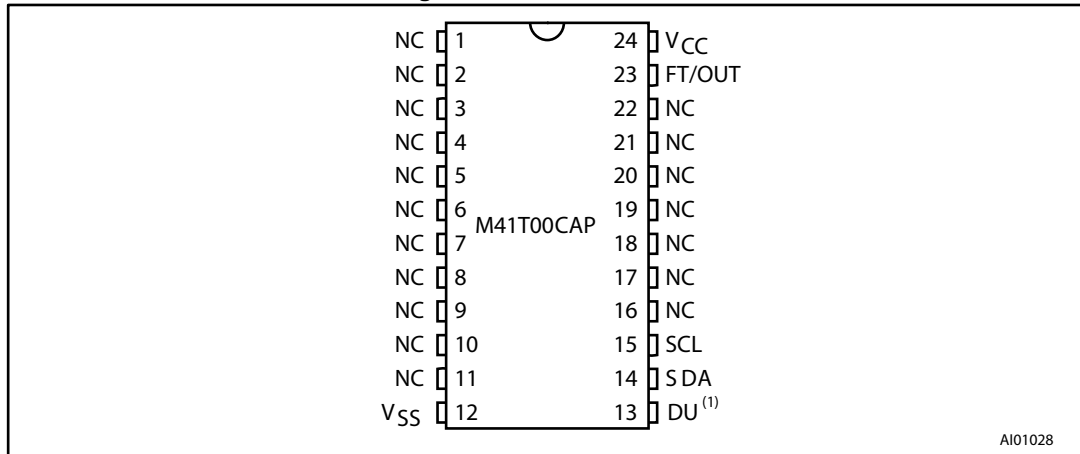 NC 1 24 VCC
NC 2 23 FT/OUT
NC 3 22 NC
NC 4 21 NC
NC 5 20 NC
NC 6 19 NC
M41T00CAP
NC 7 18 NC
NC 8 17 NC
NC 9 16 NC
NC 10 15 SCL
NC 11 14 SDA
VSS 12 13 DU (1)
AI01028